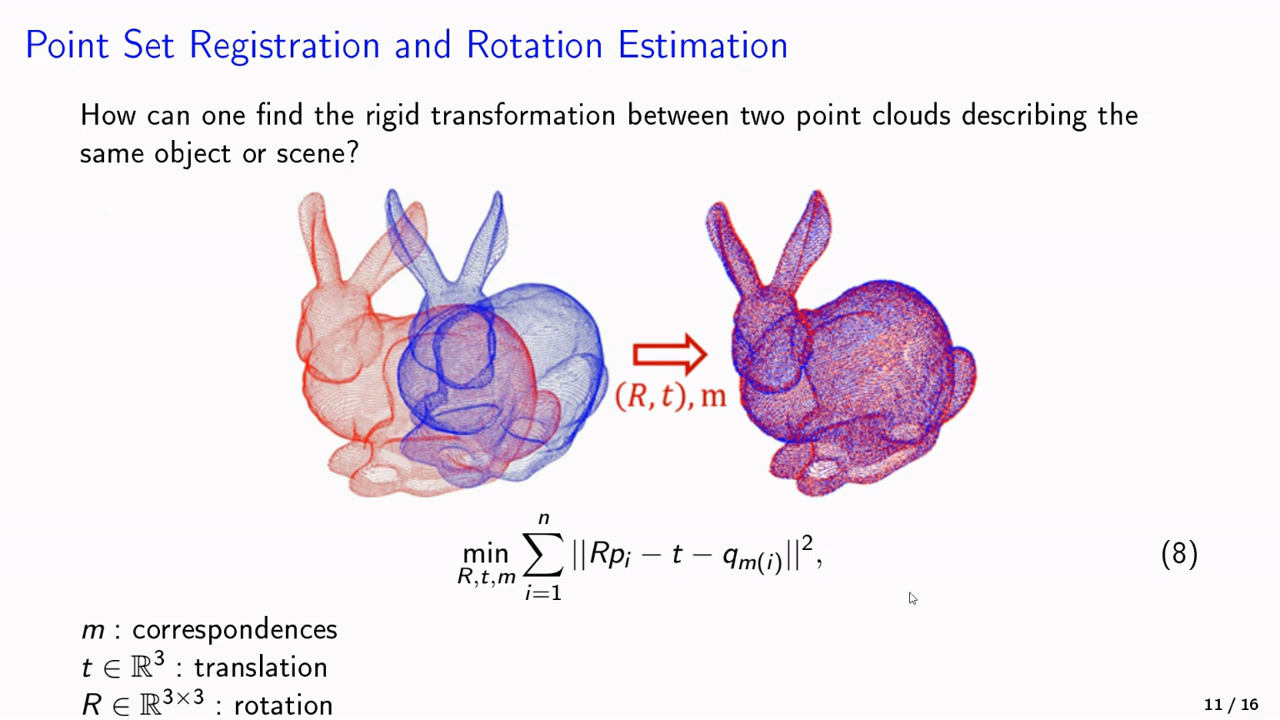 Point Set Registration and Rotation Estimation
How can one find the rigid transformation between two point clouds describing the
same object or scene?
(R, t), m
min_{R,t,m} ∑_{i=1}^{n} ||Rp_i − t − q_{m(i)}||², (8)
m : correspondences
t ∈ ℝ³ : translation
R ∈ ℝ^{3×3} : rotation
11 / 16